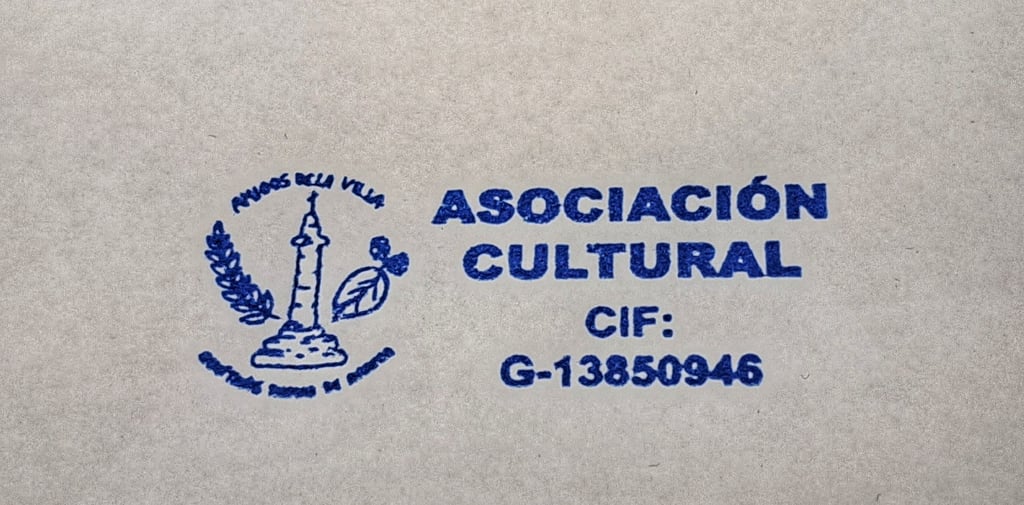 AMIGOS DE LA VILLA
ASOCIACIÓN
CULTURAL
CIF:
G-13850946